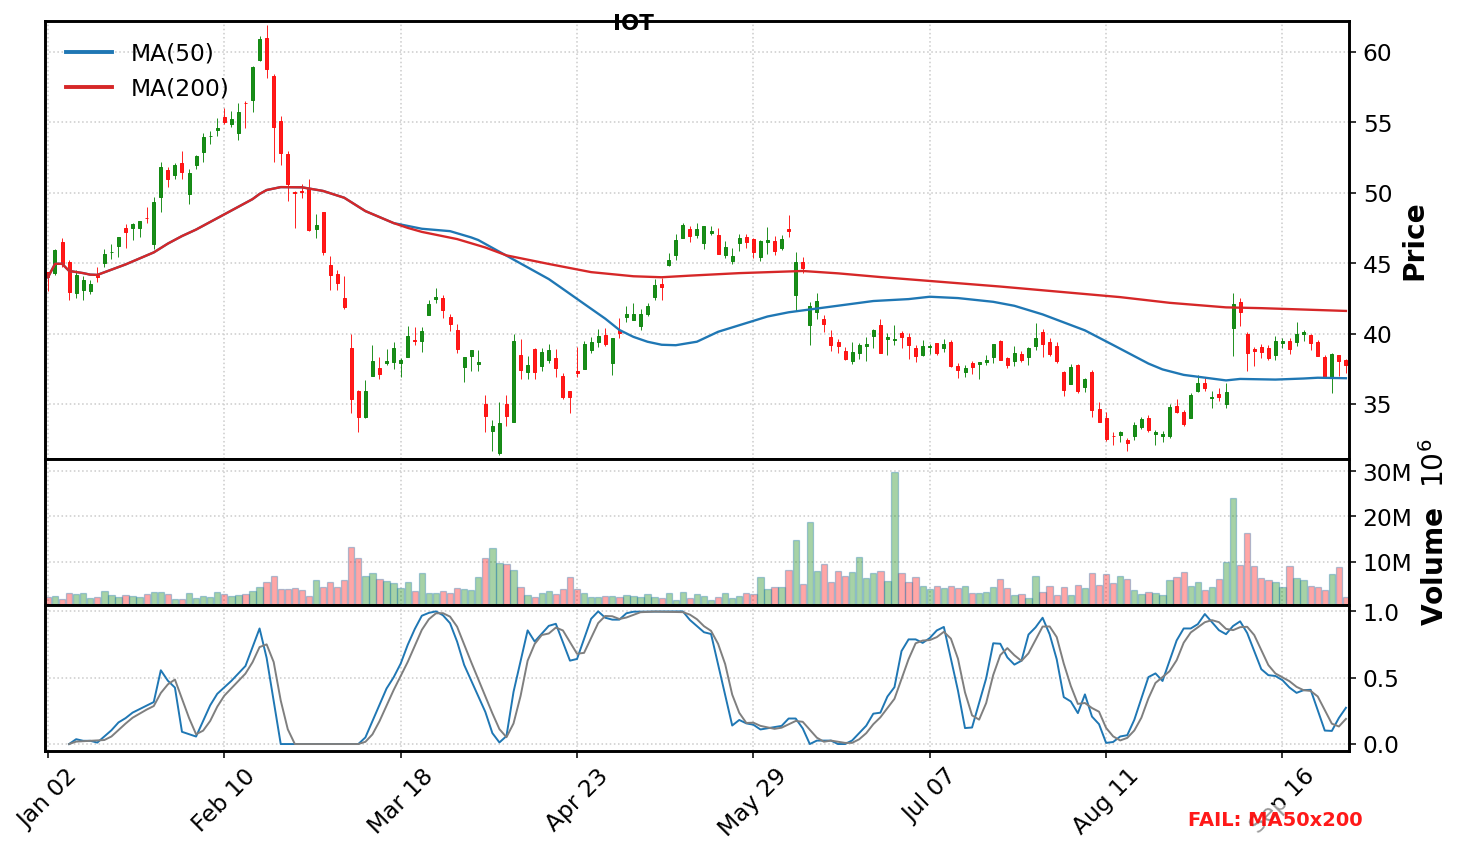 IOT
MA(50)
MA(200)
60
55
50
45
40
35
Price
30M
20M
10M
Volume 10⁶
1.0
0.5
0.0
Jan 02
Feb 10
Mar 18
Apr 23
May 29
Jul 07
Aug 11
Sep 16
FAIL: MA50x200